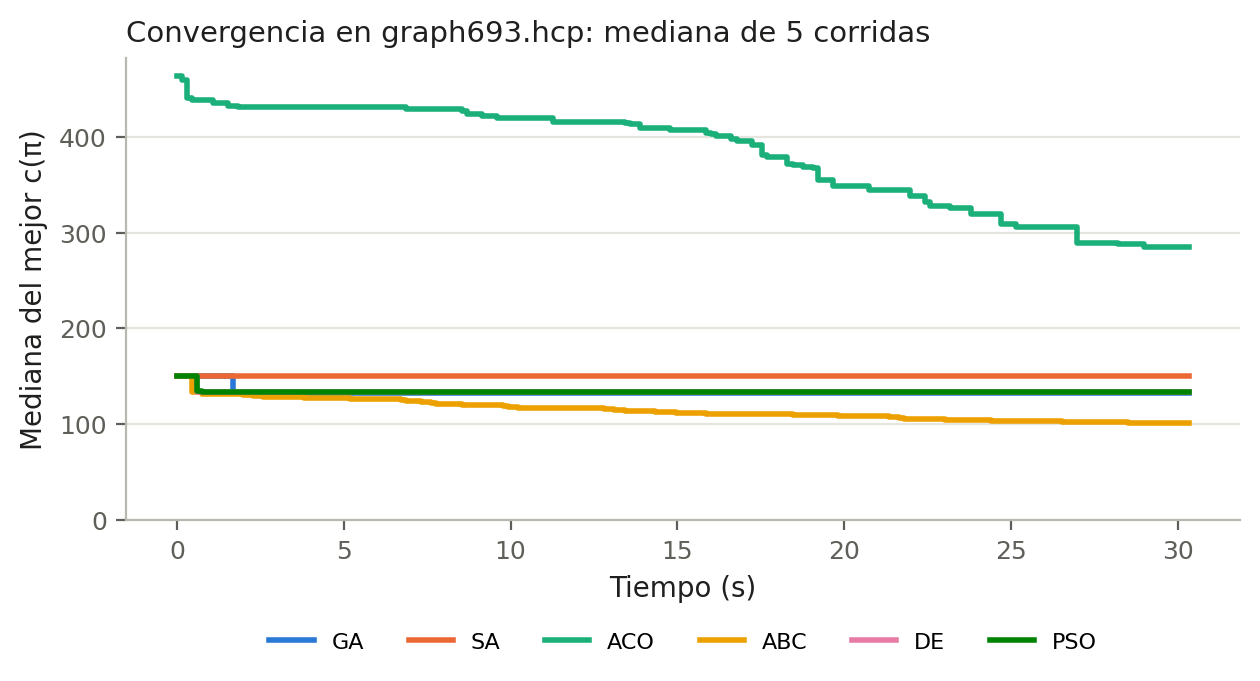 Convergencia en graph693.hcp: mediana de 5 corridas
Mediana del mejor c(π)
400
300
200
100
0
0 5 10 15 20 25 30
Tiempo (s)
GA SA ACO ABC DE PSO